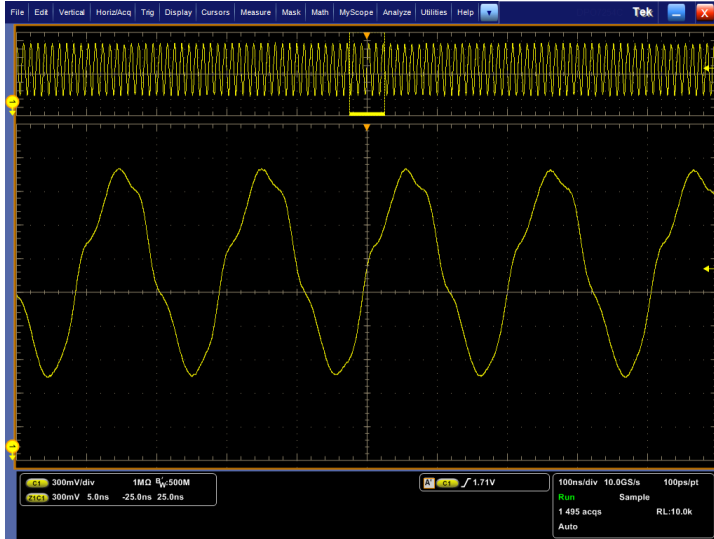 File Edit Vertical Horiz/Acq Trig Display Cursors Measure Mask Math MyScope Analyze Utilities Help Tek X
C1 300mV/div 1MΩ BW:500M
Z1C1 300mV 5.0ns -25.0ns 25.0ns
A' C1 1.71V
100ns/div 10.0GS/s 100ps/pt
Run Sample
1 495 acqs RL:10.0k
Auto